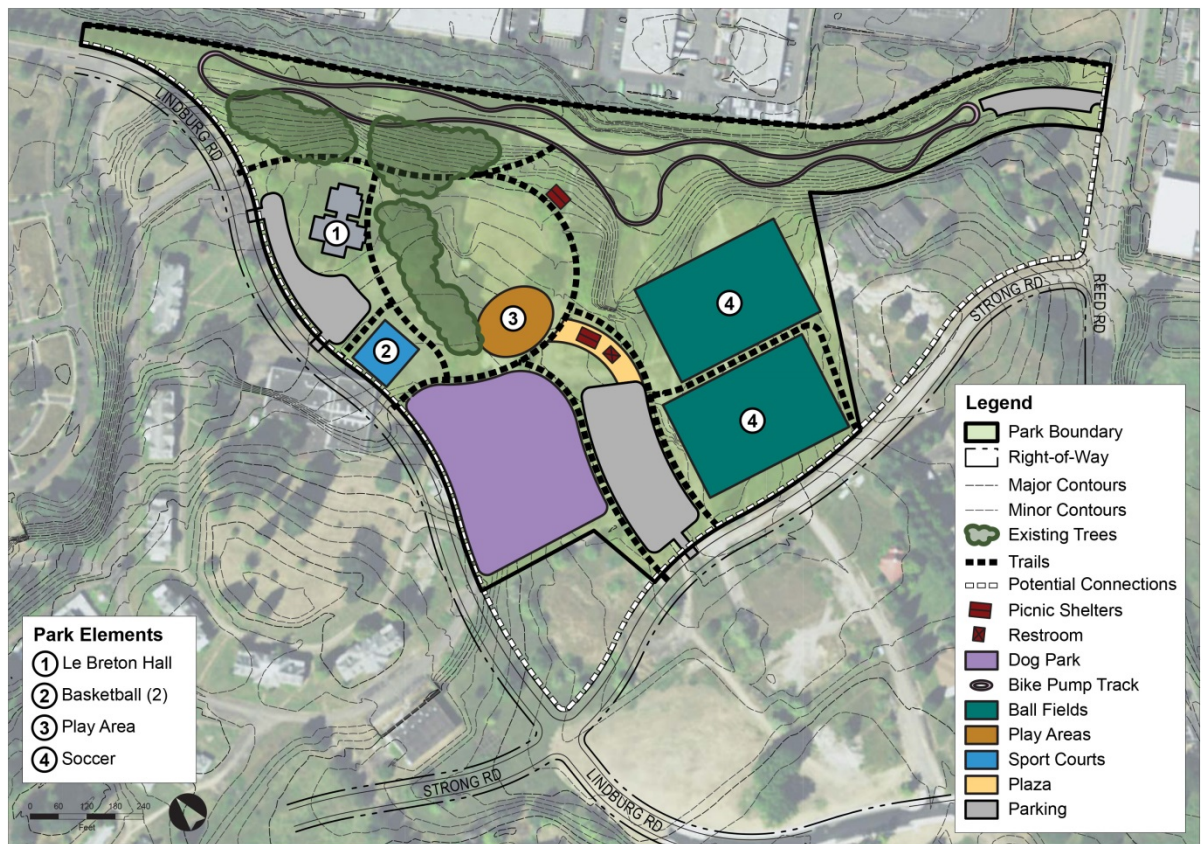 LINDBURG RD
1
2
3
4
4
STRONG RD
REED RD
Legend
Park Boundary
Right-of-Way
Major Contours
Minor Contours
Existing Trees
Trails
Potential Connections
Picnic Shelters
Restroom
Dog Park
Bike Pump Track
Ball Fields
Play Areas
Sport Courts
Plaza
Parking
Park Elements
1 Le Breton Hall
2 Basketball (2)
3 Play Area
4 Soccer
0 60 120 180 240
Feet
STRONG RD
LINDBURG RD